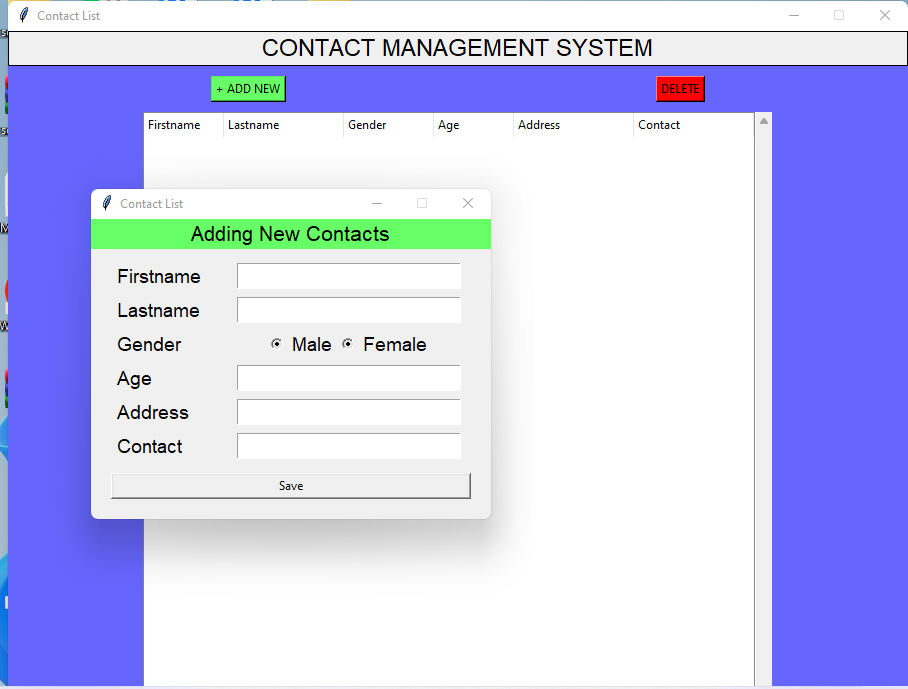 Contact List
CONTACT MANAGEMENT SYSTEM
+ ADD NEW
DELETE
Firstname Lastname Gender Age Address Contact
Contact List
Adding New Contacts
Firstname
Lastname
Gender Male Female
Age
Address
Contact
Save